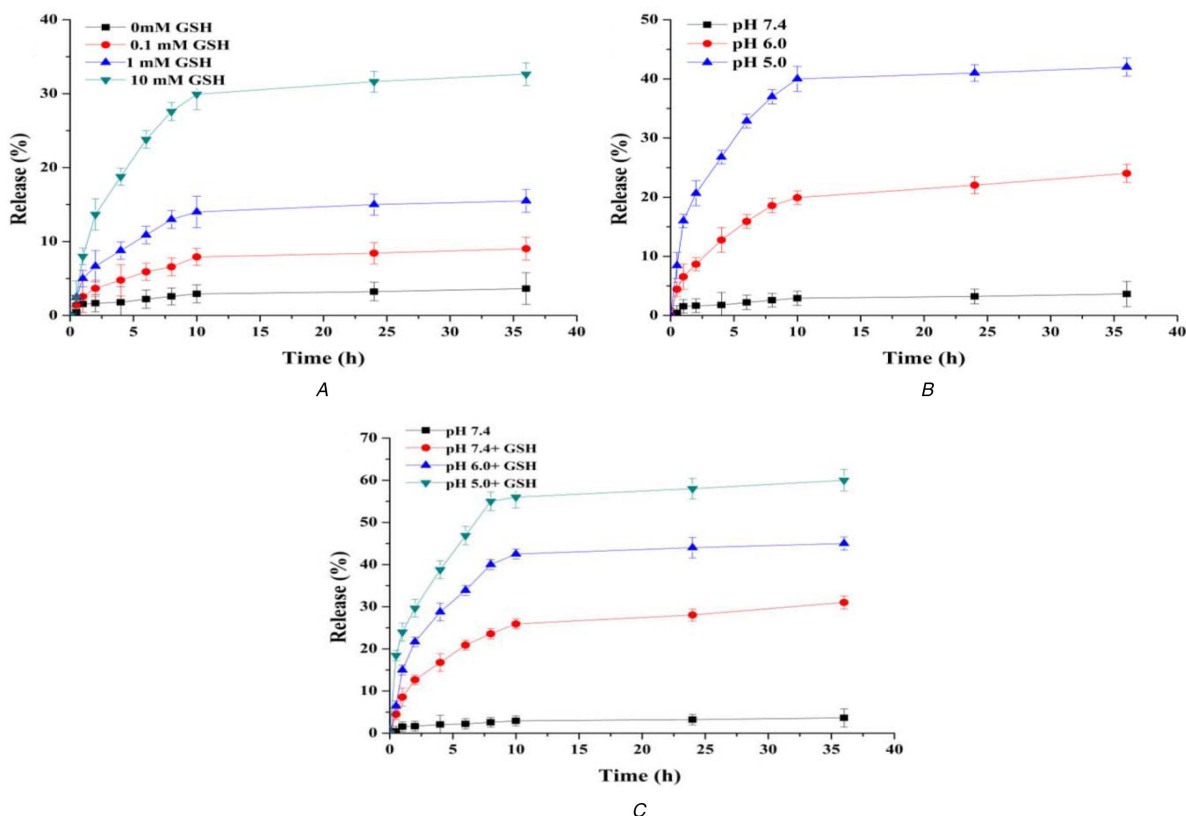 0mM GSH
0.1 mM GSH
1 mM GSH
10 mM GSH
Release (%)
30
20
10
0
0 5 10 15 20 25 30 35 40
Time (h)
A
pH 7.4
pH 6.0
pH 5.0
Release (%)
50
40
30
20
10
0
0 5 10 15 20 25 30 35 40
Time (h)
B
pH 7.4
pH 7.4+ GSH
pH 6.0+ GSH
pH 5.0+ GSH
Release (%)
70
60
50
40
30
20
10
0
0 5 10 15 20 25 30 35 40
Time (h)
C